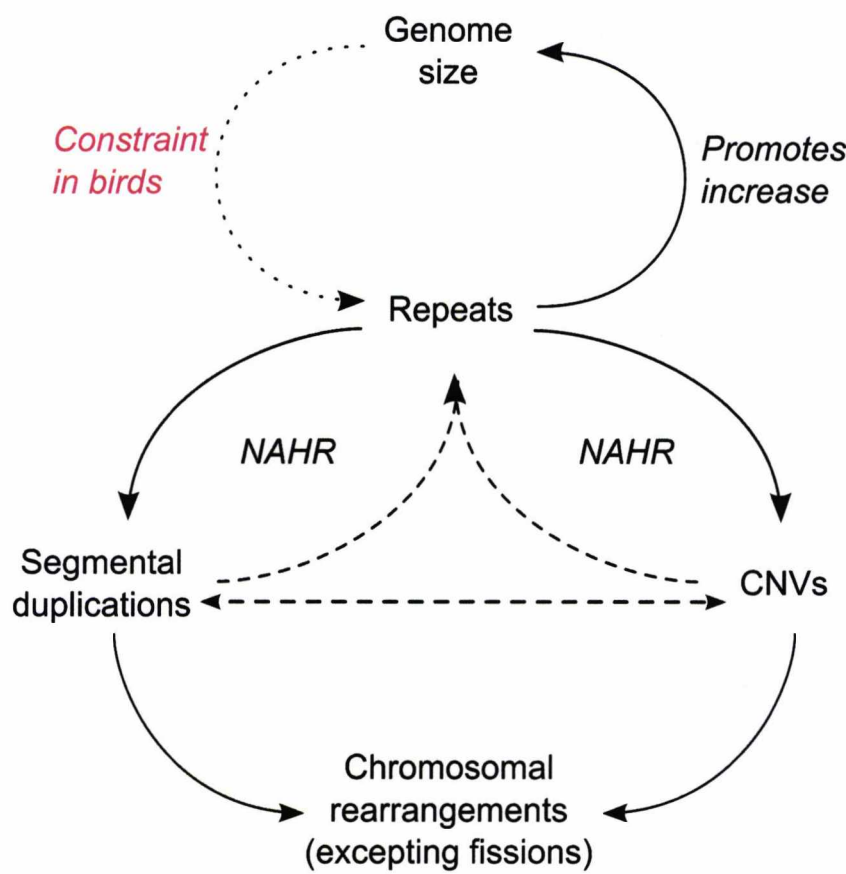 Genome
size
Constraint
in birds
Promotes
increase
Repeats
NAHR
NAHR
Segmental
duplications
CNVs
Chromosomal
rearrangements
(excepting fissions)